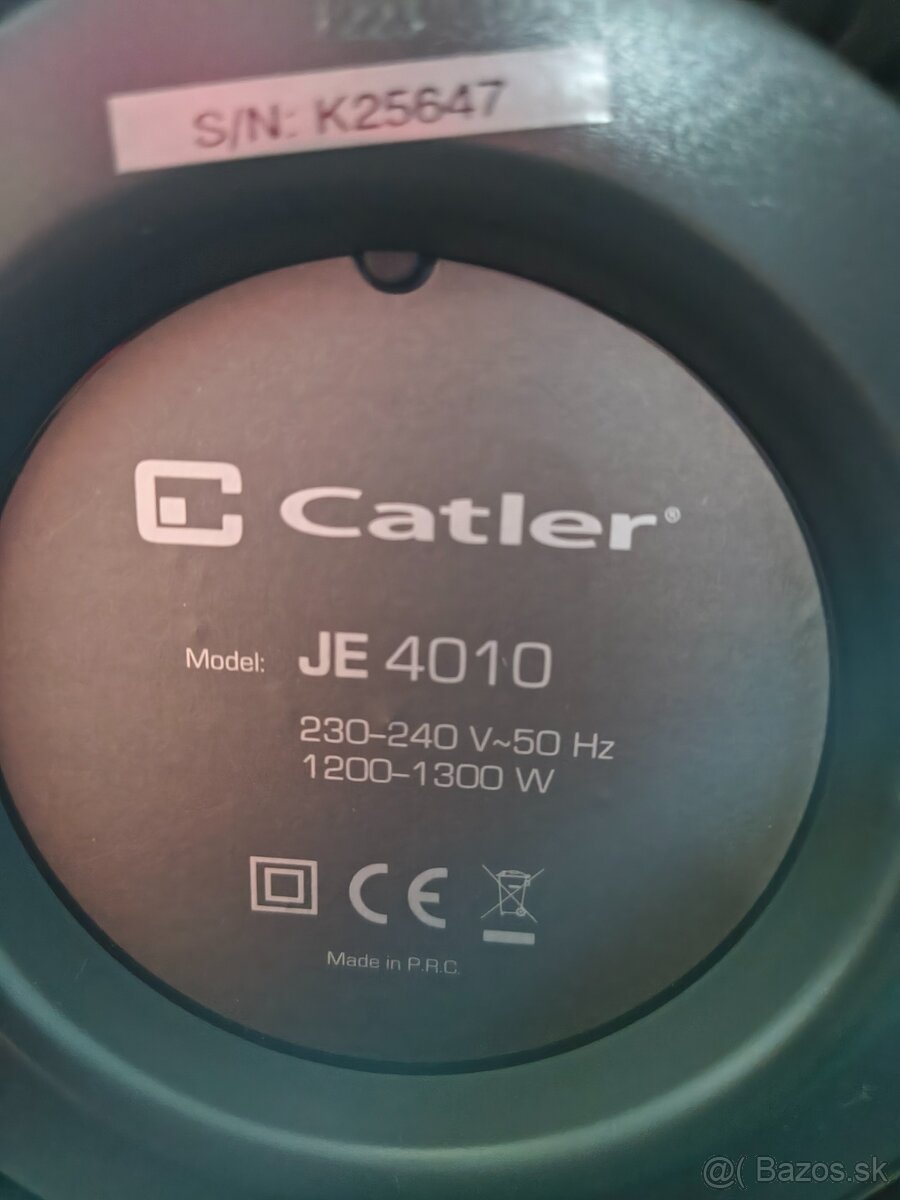 S/N: K25647
Catler®
Model: JE 4010
230–240 V~50 Hz
1200–1300 W
CE
Made in P.R.C.
@( Bazos.sk